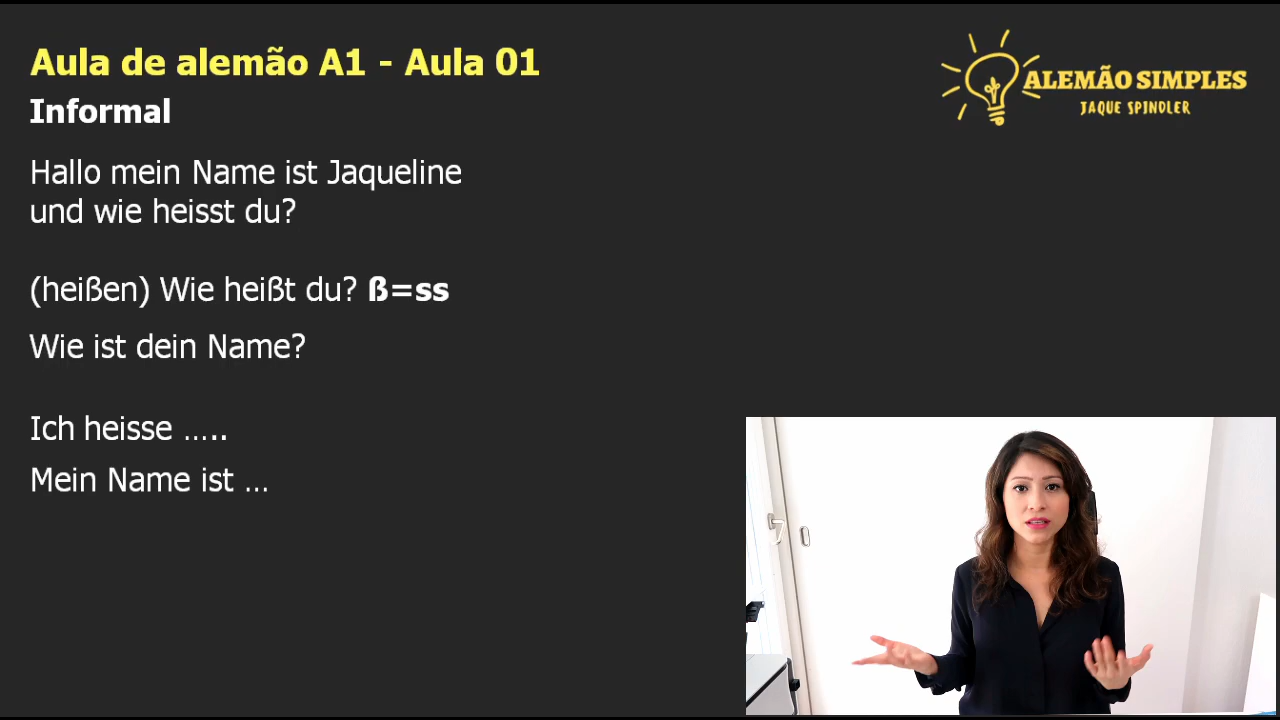 Aula de alemão A1 - Aula 01
ALEMÃO SIMPLES
JAQUE SPINDLER
Informal
Hallo mein Name ist Jaqueline
und wie heisst du?
(heißen) Wie heißt du? ß=ss
Wie ist dein Name?
Ich heisse .....
Mein Name ist ...